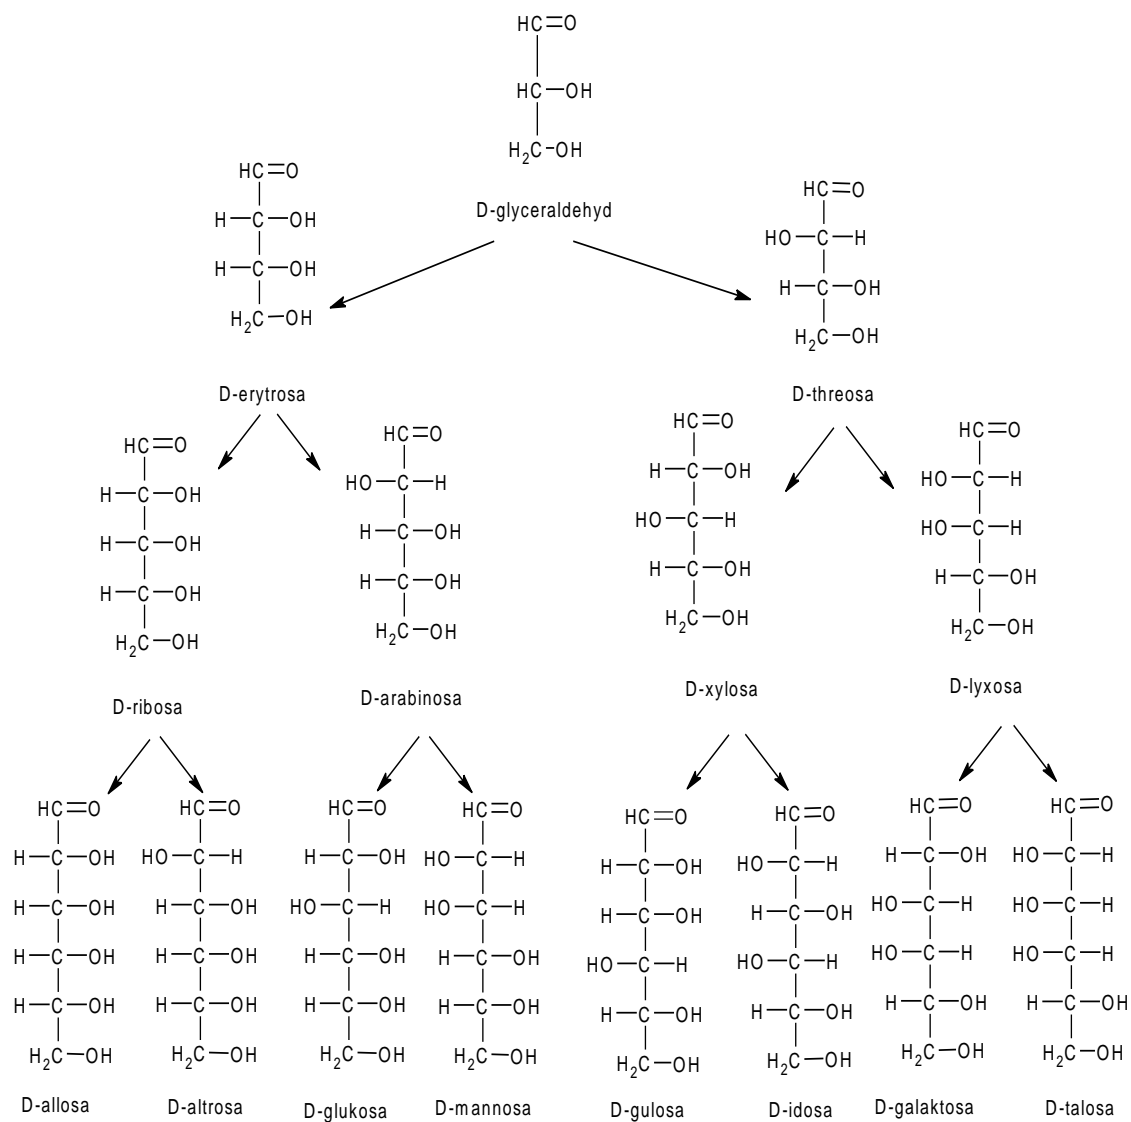 HC=O
HC—OH
H2C—OH
D-glyceraldehyd
HC=O
H—C—OH
H—C—OH
H2C—OH
D-erytrosa
HC=O
HO—C—H
H—C—OH
H2C—OH
D-threosa
HC=O
H—C—OH
H—C—OH
H—C—OH
H2C—OH
D-ribosa
HC=O
HO—C—H
H—C—OH
H—C—OH
H2C—OH
D-arabinosa
HC=O
H—C—OH
HO—C—H
H—C—OH
H2C—OH
D-xylosa
HC=O
HO—C—H
HO—C—H
H—C—OH
H2C—OH
D-lyxosa
HC=O
H—C—OH
H—C—OH
H—C—OH
H—C—OH
H2C—OH
D-allosa
HC=O
HO—C—H
H—C—OH
H—C—OH
H—C—OH
H2C—OH
D-altrosa
HC=O
H—C—OH
HO—C—H
H—C—OH
H—C—OH
H2C—OH
D-glukosa
HC=O
HO—C—H
HO—C—H
H—C—OH
H—C—OH
H2C—OH
D-mannosa
HC=O
H—C—OH
H—C—OH
HO—C—H
H—C—OH
H2C—OH
D-gulosa
HC=O
HO—C—H
H—C—OH
HO—C—H
H—C—OH
H2C—OH
D-idosa
HC=O
H—C—OH
HO—C—H
HO—C—H
H—C—OH
H2C—OH
D-galaktosa
HC=O
HO—C—H
HO—C—H
HO—C—H
H—C—OH
H2C—OH
D-talosa